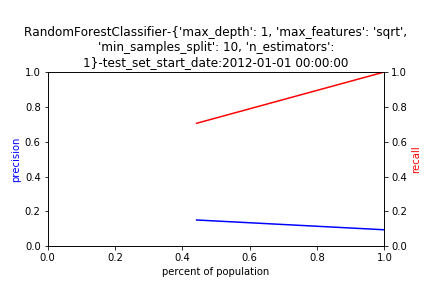 RandomForestClassifier-{'max_depth': 1, 'max_features': 'sqrt',
'min_samples_split': 10, 'n_estimators':
1}-test_set_start_date:2012-01-01 00:00:00
1.0
0.8
0.6
0.4
0.2
0.0
precision
1.0
0.8
0.6
0.4
0.2
0.0
recall
0.0 0.2 0.4 0.6 0.8 1.0
percent of population